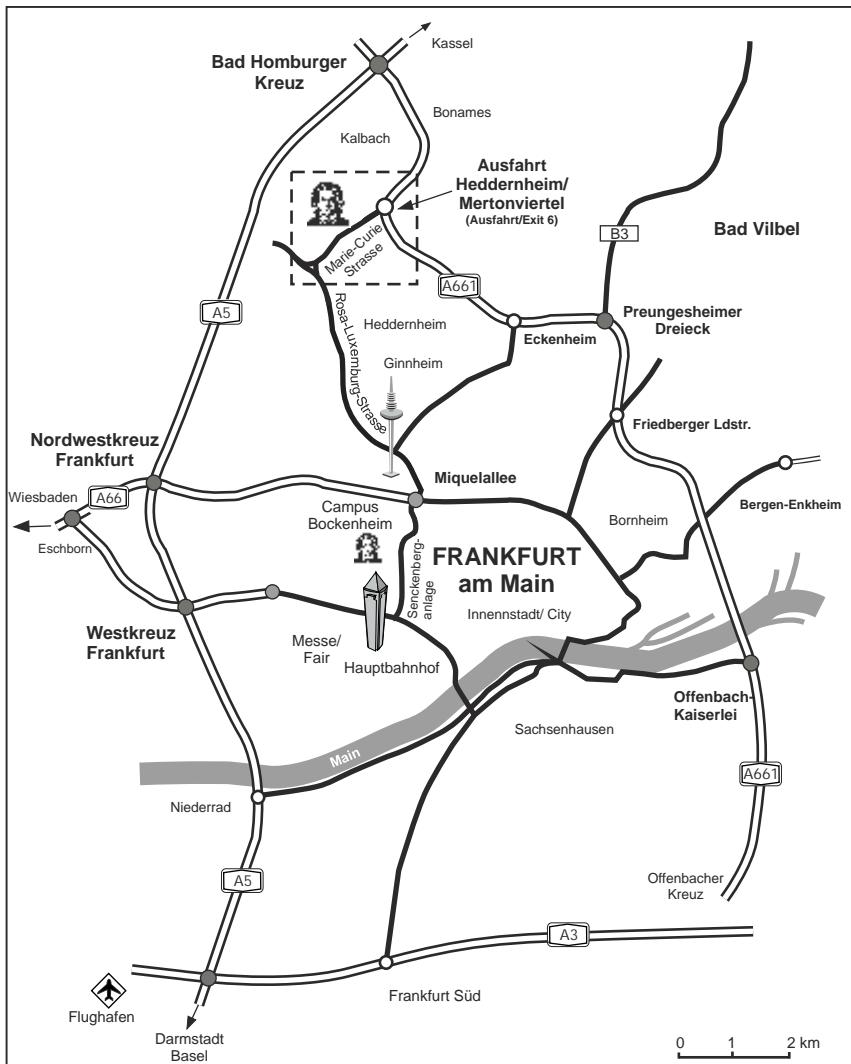 Kassel
Bad Homburger
Kreuz
Bonames
Kalbach
Ausfahrt
Heddernheim/
Mertonviertel
(Ausfahrt/Exit 6)
Marie-Curie
Strasse
B3
Bad Vilbel
A661
A5
Rosa-Luxemburg-Strasse
Heddernheim
Preungesheimer
Dreieck
Eckenheim
Ginnheim
Friedberger Ldstr.
Nordwestkreuz
Frankfurt
Miquelallee
Wiesbaden
A66
Eschborn
Campus
Bockenheim
Bergen-Enkheim
Bornheim
Senckenberg-
anlage
FRANKFURT
am Main
Innennstadt/ City
Westkreuz
Frankfurt
Messe/
Fair
Hauptbahnhof
Offenbach-
Kaiserlei
Sachsenhausen
Main
A661
Niederrad
A5
Offenbacher
Kreuz
A3
Flughafen
Frankfurt Süd
Darmstadt
Basel
0 1 2 km